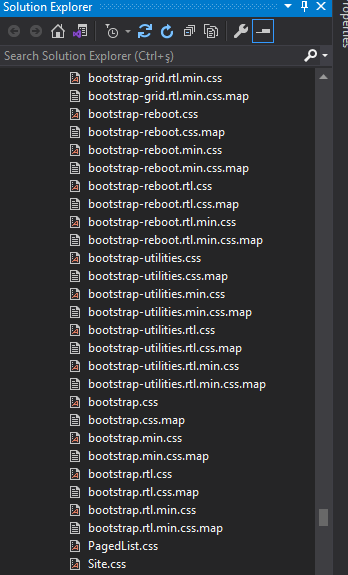 Solution Explorer
Search Solution Explorer (Ctrl+ş)
bootstrap-grid.rtl.min.css
bootstrap-grid.rtl.min.css.map
bootstrap-reboot.css
bootstrap-reboot.css.map
bootstrap-reboot.min.css
bootstrap-reboot.min.css.map
bootstrap-reboot.rtl.css
bootstrap-reboot.rtl.css.map
bootstrap-reboot.rtl.min.css
bootstrap-reboot.rtl.min.css.map
bootstrap-utilities.css
bootstrap-utilities.css.map
bootstrap-utilities.min.css
bootstrap-utilities.min.css.map
bootstrap-utilities.rtl.css
bootstrap-utilities.rtl.css.map
bootstrap-utilities.rtl.min.css
bootstrap-utilities.rtl.min.css.map
bootstrap.css
bootstrap.css.map
bootstrap.min.css
bootstrap.min.css.map
bootstrap.rtl.css
bootstrap.rtl.css.map
bootstrap.rtl.min.css
bootstrap.rtl.min.css.map
PagedList.css
Site.css
Properties